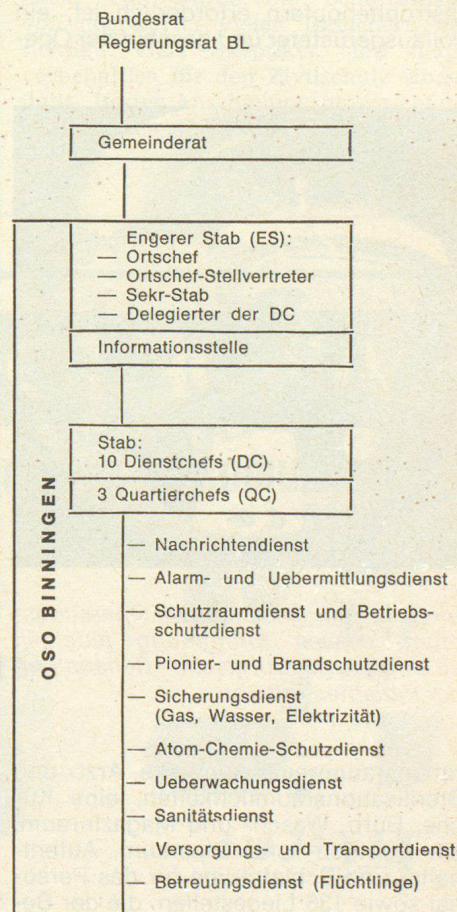 Bundesrat
Regierungsrat BL
Gemeinderat
Engerer Stab (ES):
— Ortschef
— Ortschef-Stellvertreter
— Sekr-Stab
— Delegierter der DC
Informationsstelle
Stab:
10 Dienstchefs (DC)
3 Quartierchefs (QC)
OSO BINNINGEN
— Nachrichtendienst
— Alarm- und Uebermittlungsdienst
— Schutzraumdienst und Betriebs-
schutzdienst
— Pionier- und Brandschutzdienst
— Sicherungsdienst
(Gas, Wasser, Elektrizität)
— Atom-Chemie-Schutzdienst
— Ueberwachungsdienst
— Sanitätsdienst
— Versorgungs- und Transportdienst
— Betreuungsdienst (Flüchtlinge)